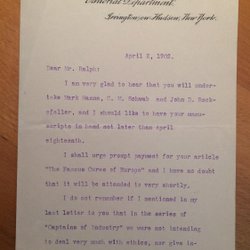 Editorial Department.
Irvington-on-Hudson, New York.
April 2, 1902.
Dear Mr. Ralph:
I am very glad to hear that you will under-
take Mark Hanna, C. M. Schwab and John D. Rock-
efeller, and I should like to have your manu-
scripts in hand not later than april
eighteenth.
I shall urge prompt payment for your article
"The Famous Cures of Europe" and I have no doubt
that it will be attended to very shortly,
I do not remember if I mentioned in my
last letter to you that in the series of
"Captains of Industry" we were not intending
to deal very much with ethics, nor give in-